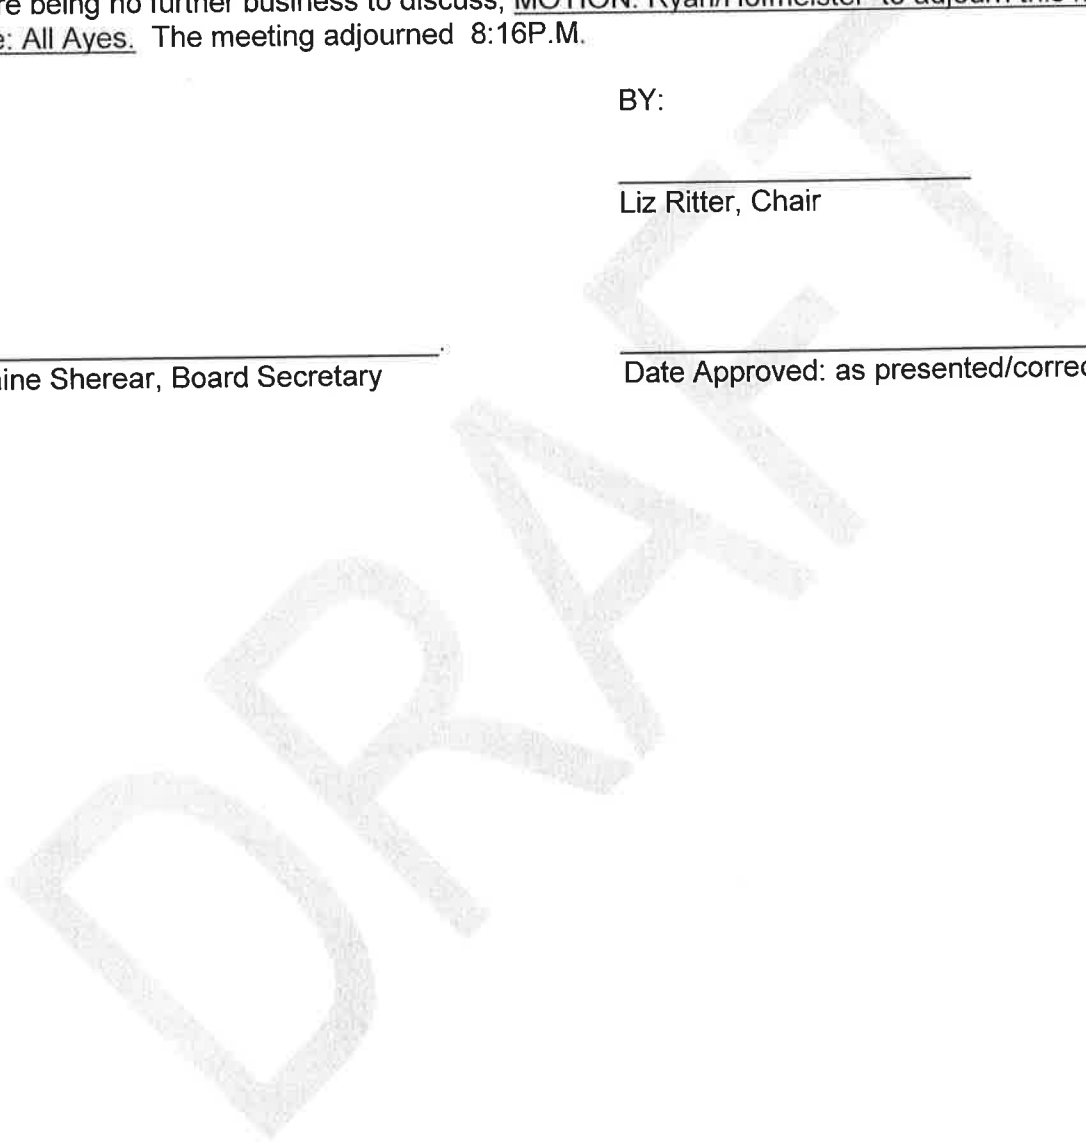 re being no further business to discuss, MOTION: Ryan/Hofmeister to adjourn this
e: All Ayes. The meeting adjourned 8:16P.M.
BY:
Liz Ritter, Chair
ine Sherear, Board Secretary
Date Approved: as presented/correc
DRAFT